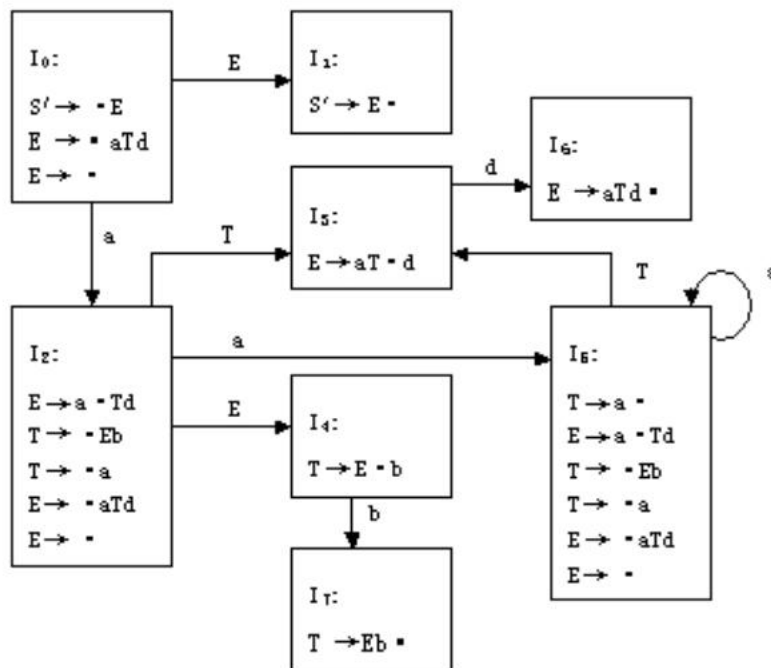 I₀:
S′→ ·E
E → · aTd
E → ·
E
I₁:
S′→ E ·
d
I₆:
E →aTd ·
a
T
I₃:
E→aT · d
T
I₂:
E→a ·Td
T→ ·Eb
T→ ·a
E→ ·aTd
E→ ·
a
E
I₄:
T→E · b
b
I₇:
T →Eb ·
I₅:
T→a ·
E→a ·Td
T→ ·Eb
T→ ·a
E→ ·aTd
E→ ·